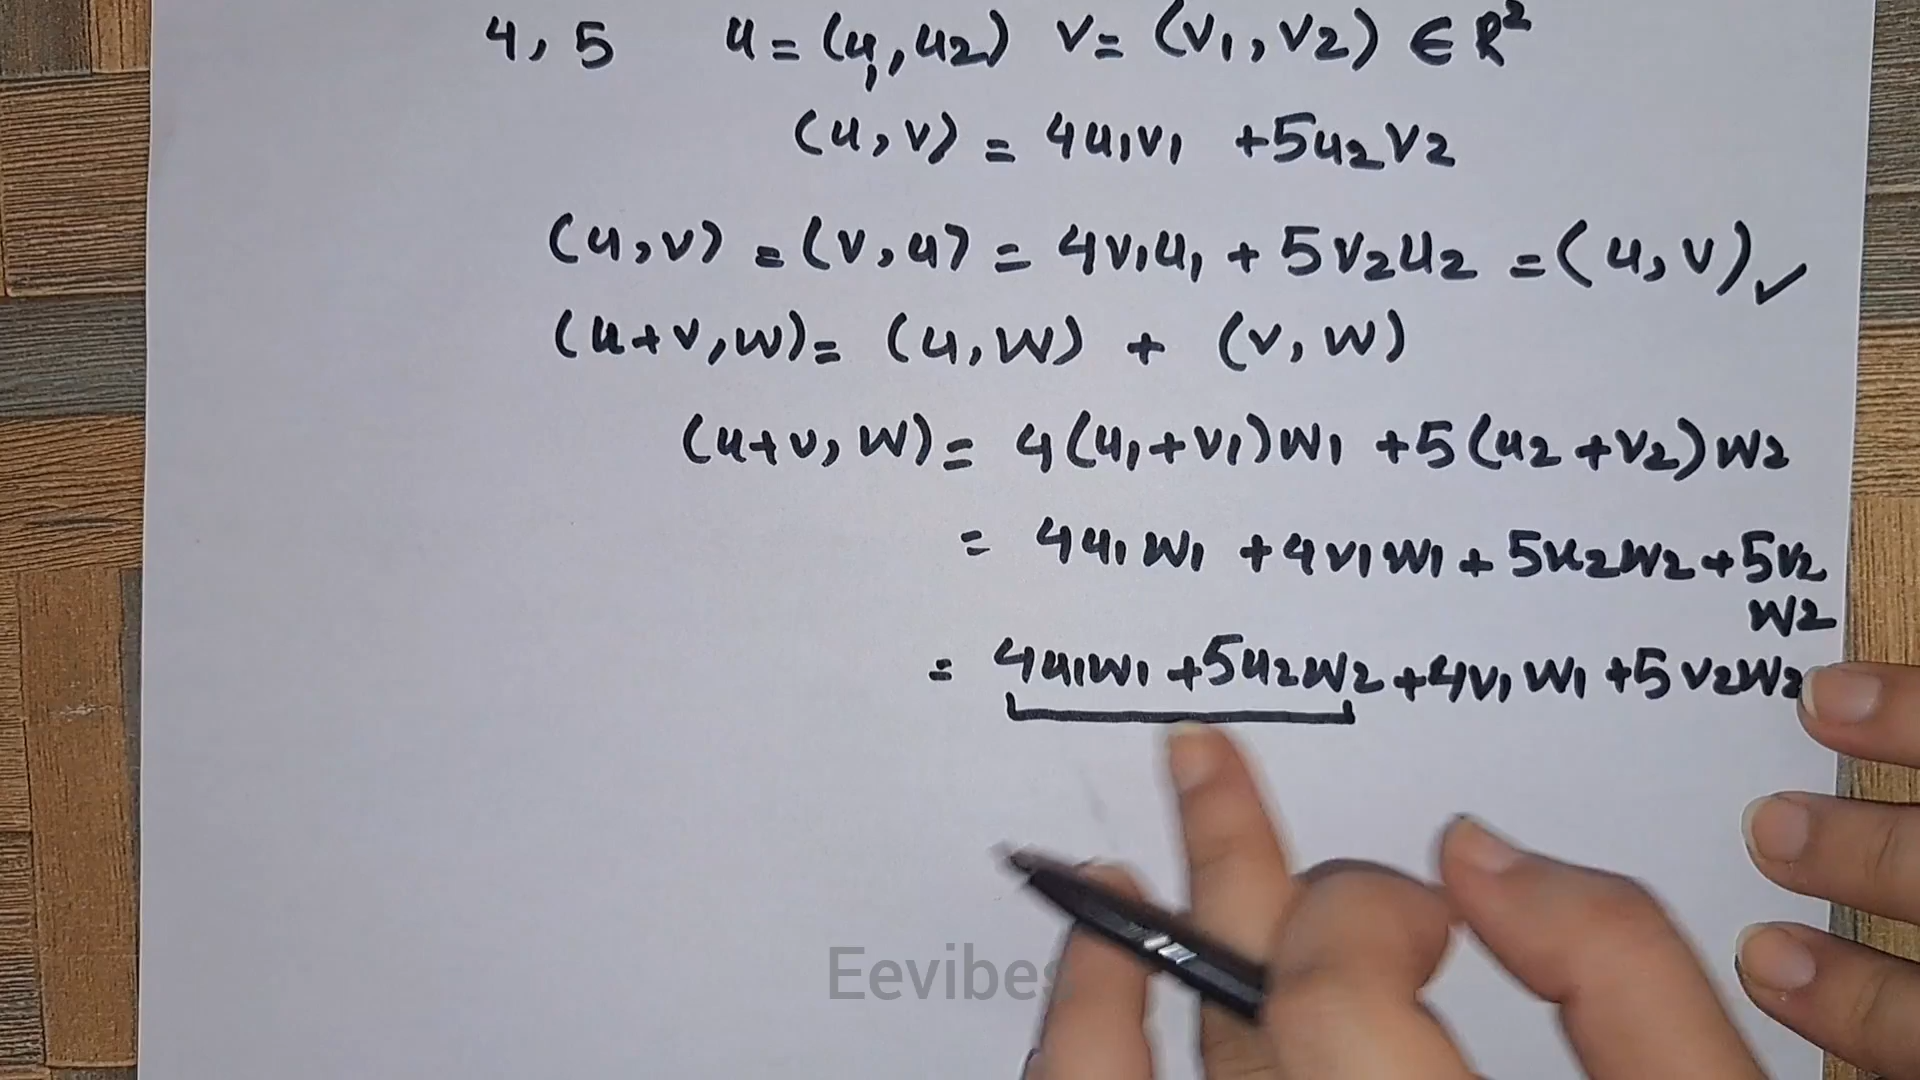 4, 5 u = (u1, u2) v = (v1, v2) ∈ R²
(u, v) = 4u1v1 + 5u2v2
(u, v) = (v, u) = 4v1u1 + 5v2u2 = (u, v) ✓
(u+v, w) = (u, w) + (v, w)
(u+v, w) = 4(u1+v1)w1 + 5(u2+v2)w2
= 4u1w1 + 4v1w1 + 5u2w2 + 5v2
w2
= 4u1w1 + 5u2w2 + 4v1w1 + 5v2w2
Eevibes